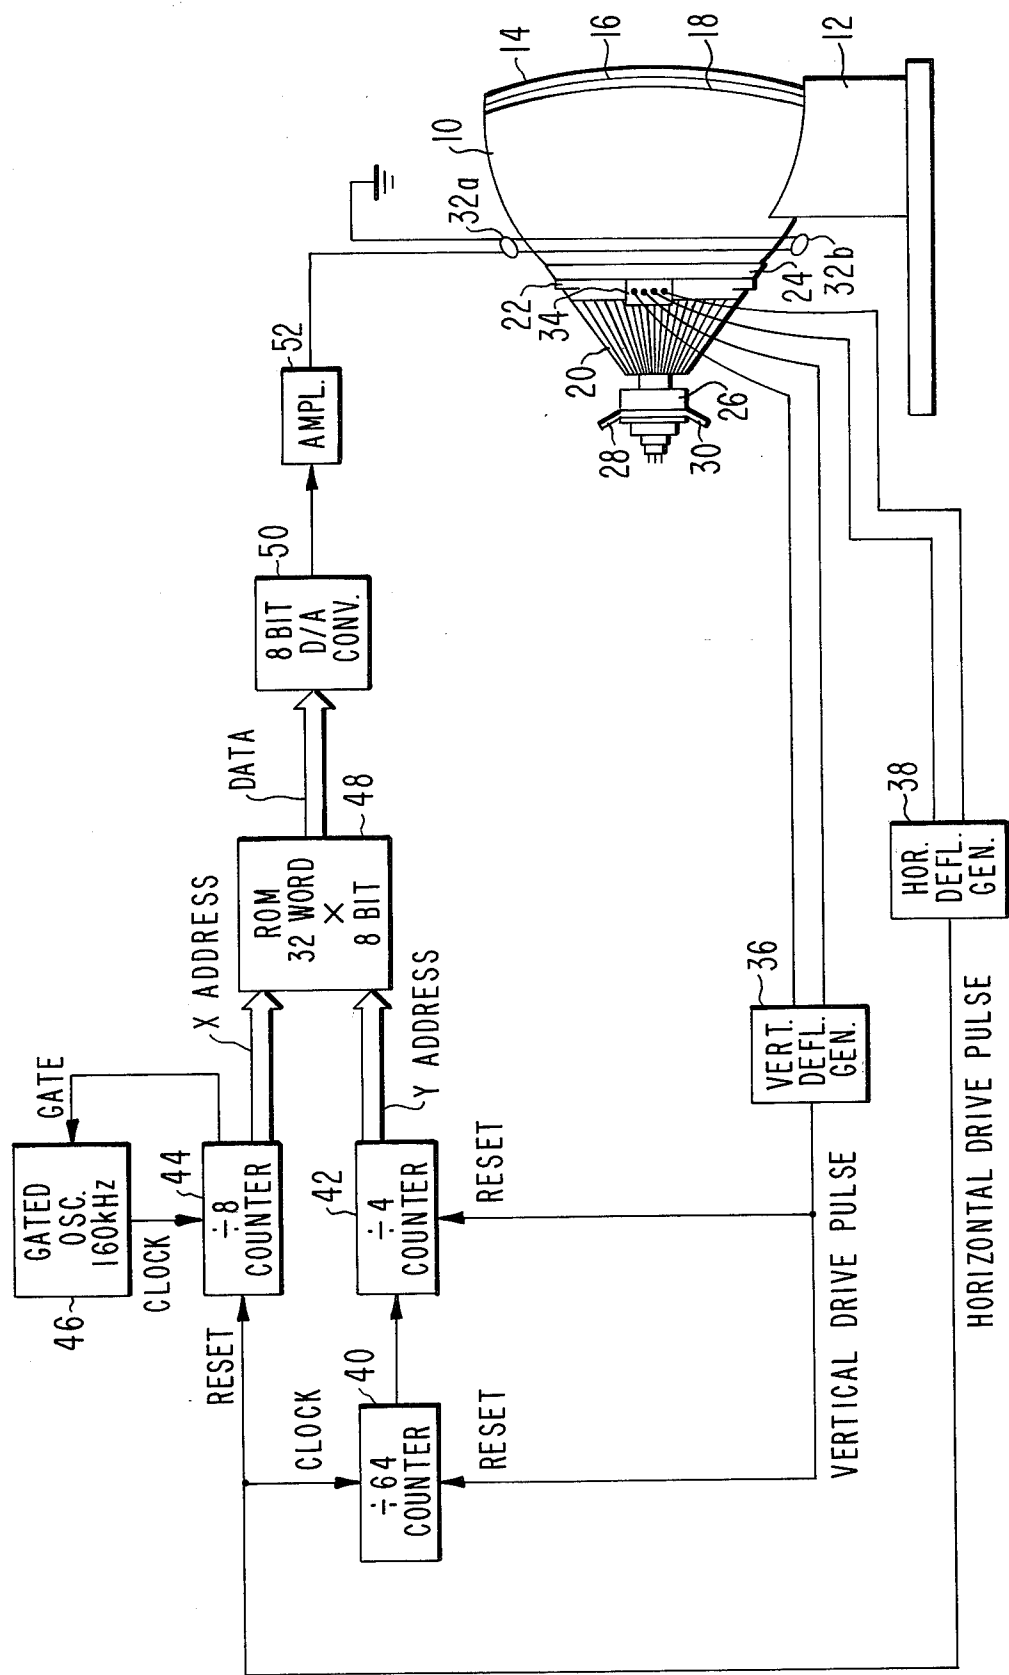 GATED
OSC.
160kHz
46
GATE
CLOCK
44
÷8
COUNTER
RESET
X ADDRESS
42
÷4
COUNTER
RESET
Y ADDRESS
40
÷64
COUNTER
CLOCK
RESET
ROM
32 WORD
×
8 BIT
48
DATA
8 BIT
D/A
CONV.
50
AMPL.
52
VERT.
DEFL.
GEN.
36
VERTICAL DRIVE PULSE
HOR.
DEFL.
GEN.
38
HORIZONTAL DRIVE PULSE
10
12
14
16
18
20
22
24
26
28
30
32a
32b
34